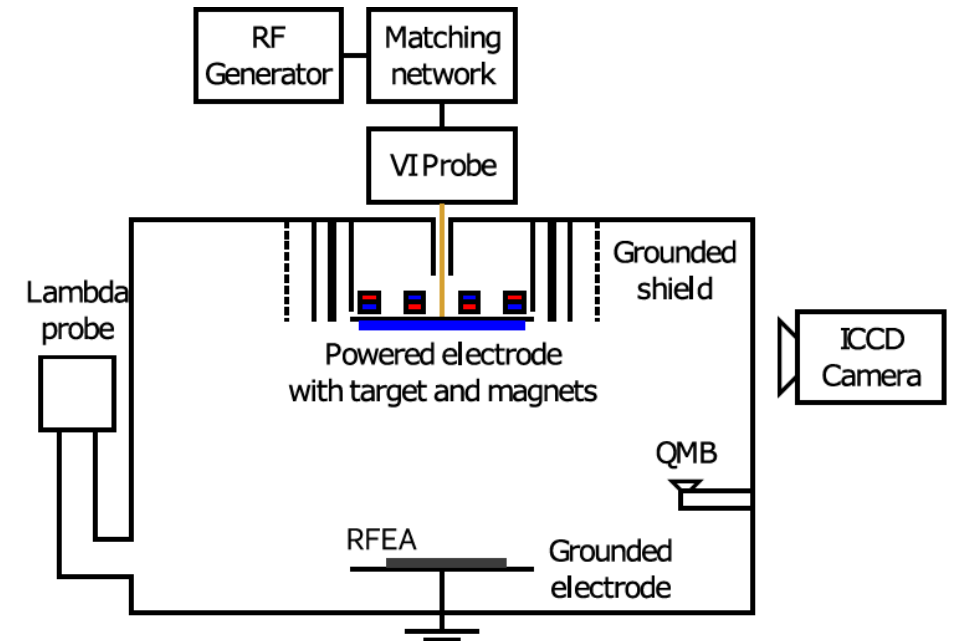 RF
Generator
Matching
network
VI Probe
Grounded
shield
Lambda
probe
Powered electrode
with target and magnets
ICCD
Camera
QMB
RFEA
Grounded
electrode